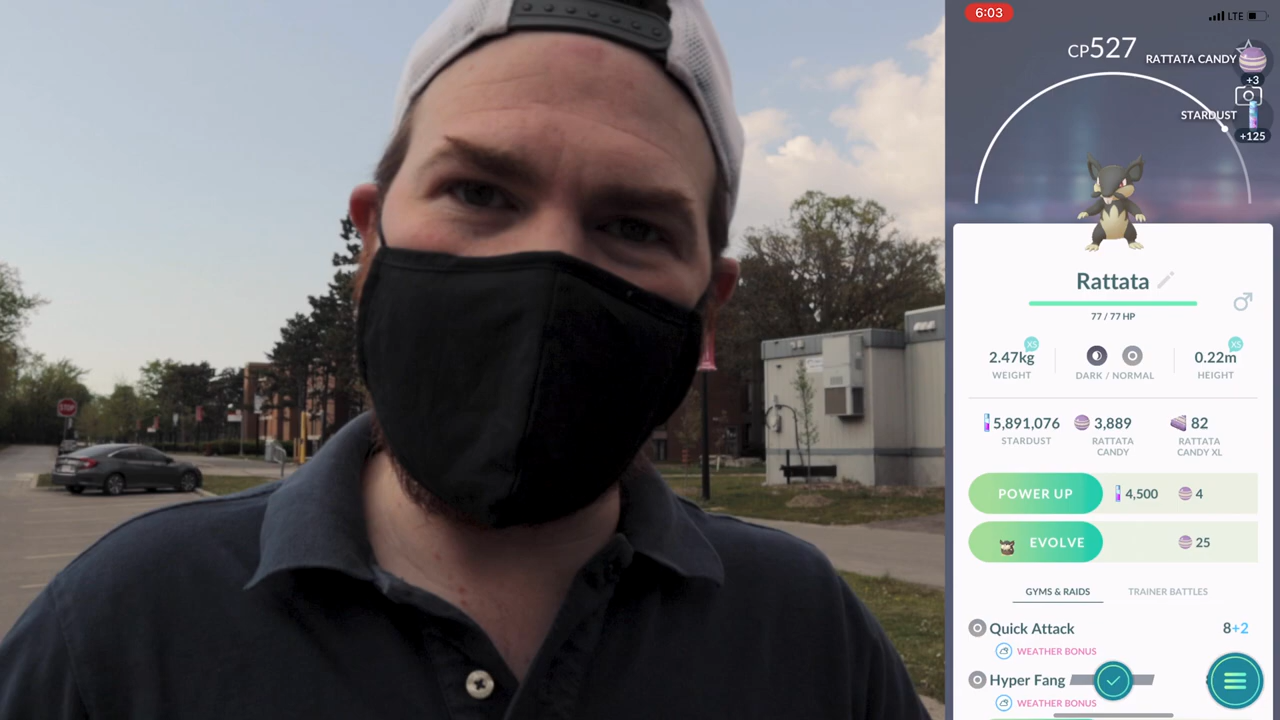 STOP
6:03
LTE
CP527
RATTATA CANDY
+3
STARDUST
+125
Rattata
77 / 77 HP
XS
XS
2.47kg
0.22m
WEIGHT
DARK / NORMAL
HEIGHT
5,891,076
3,889
82
STARDUST
RATTATA
CANDY
RATTATA
CANDY XL
POWER UP
4,500
4
EVOLVE
25
GYMS & RAIDS
TRAINER BATTLES
Quick Attack
8+2
WEATHER BONUS
Hyper Fang
WEATHER BONUS